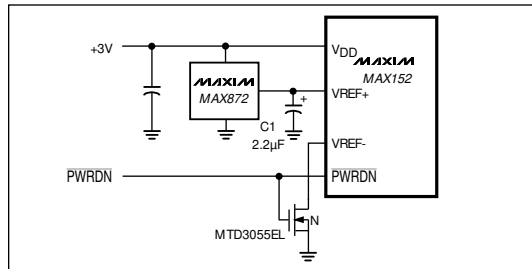 +3V
VDD
MAXIM
MAX152
MAXIM
MAX872
VREF+
+
C1
2.2µF
VREF-
PWRDN
PWRDN
N
MTD3055EL